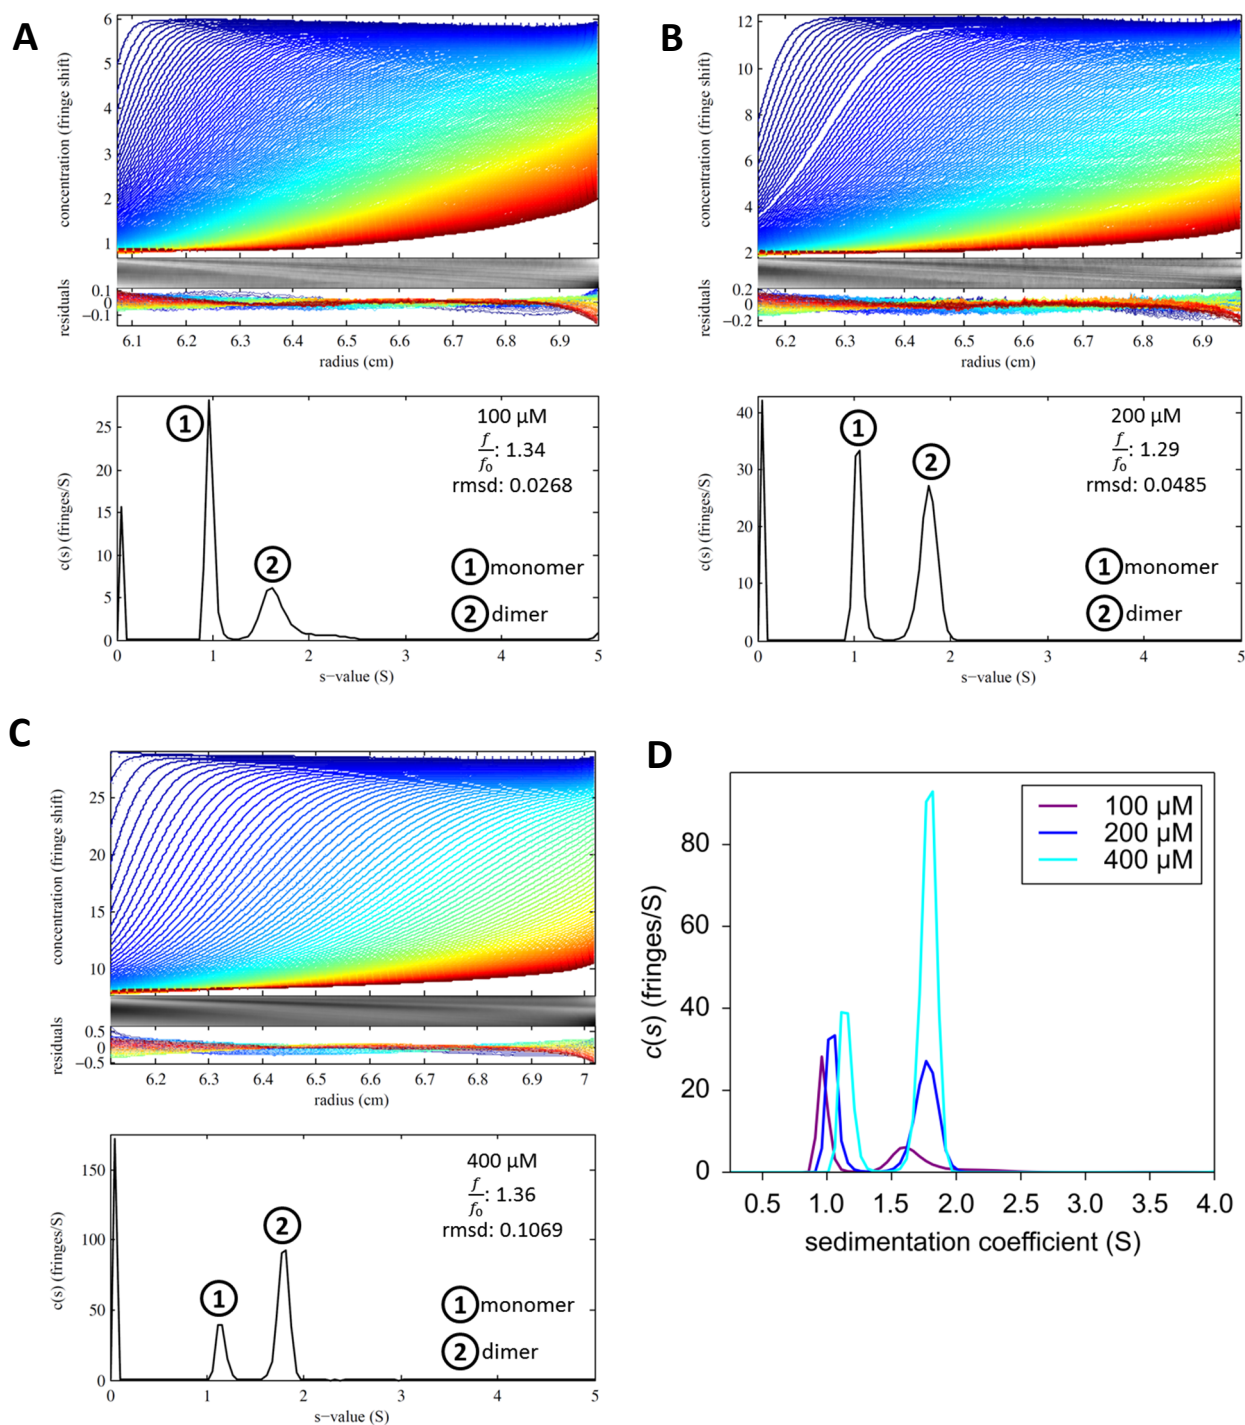 A
concentration (fringe shift)
6
5
4
3
2
1
residuals
0.1
0
−0.1
6.1 6.2 6.3 6.4 6.5 6.6 6.7 6.8 6.9
radius (cm)
c(s) (fringes/S)
25
20
15
10
5
0
1
2
100 µM
f/f₀: 1.34
rmsd: 0.0268
1 monomer
2 dimer
0 1 2 3 4 5
s−value (S)
B
concentration (fringe shift)
12
10
8
6
4
2
residuals
0.2
0
−0.2
6.2 6.3 6.4 6.5 6.6 6.7 6.8 6.9
radius (cm)
c(s) (fringes/S)
40
30
20
10
0
1
2
200 µM
f/f₀: 1.29
rmsd: 0.0485
1 monomer
2 dimer
0 1 2 3 4 5
s−value (S)
C
concentration (fringe shift)
25
20
15
10
residuals
0.5
0
−0.5
6.2 6.3 6.4 6.5 6.6 6.7 6.8 6.9 7
radius (cm)
c(s) (fringes/S)
150
100
50
0
1
2
400 µM
f/f₀: 1.36
rmsd: 0.1069
1 monomer
2 dimer
0 1 2 3 4 5
s−value (S)
D
c(s) (fringes/S)
80
60
40
20
0
100 µM
200 µM
400 µM
0.5 1.0 1.5 2.0 2.5 3.0 3.5 4.0
sedimentation coefficient (S)